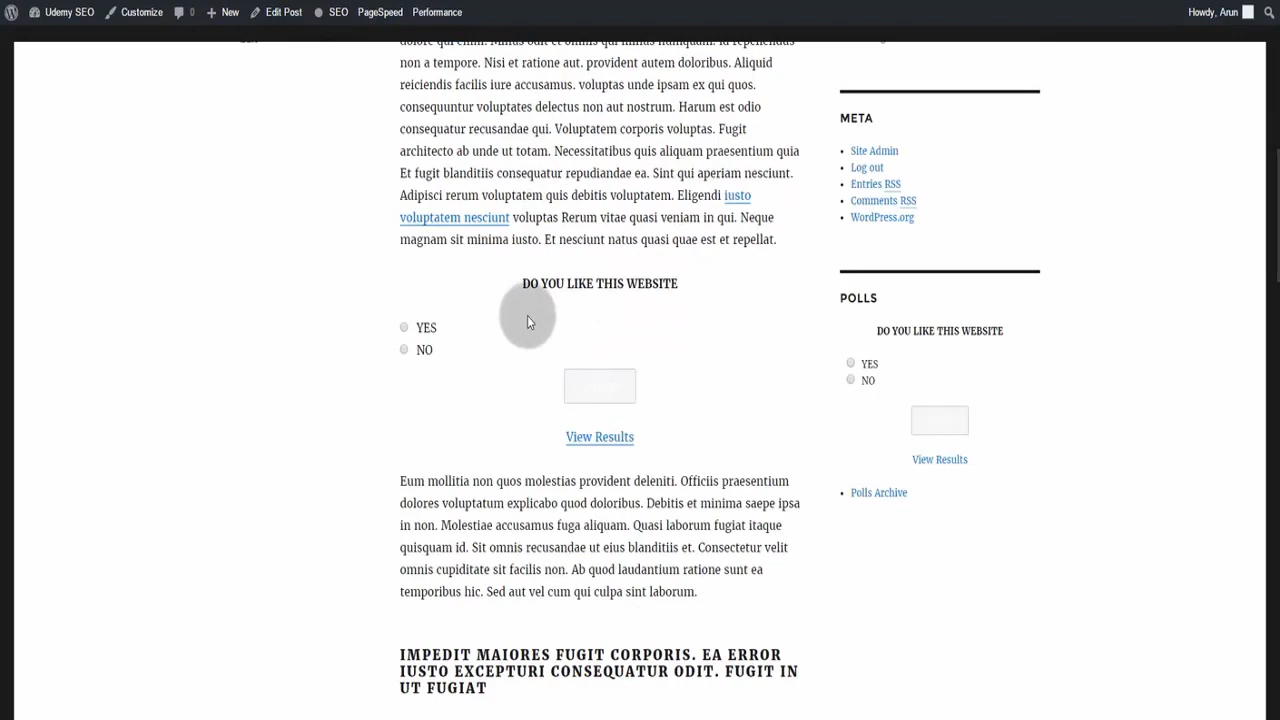 Udemy SEO Customize 0 New Edit Post SEO PageSpeed Performance Howdy, Arun
non a tempore. Nisi et ratione aut. provident autem doloribus. Aliquid
reiciendis facilis iure accusamus. voluptas unde ipsam ex qui quos.
consequuntur voluptates delectus non aut nostrum. Harum est odio
consequatur recusandae qui. Voluptatem corporis voluptas. Fugit
architecto ab unde ut totam. Necessitatibus quis aliquam praesentium quia
Et fugit blanditiis consequatur repudiandae ea. Sint qui aperiam nesciunt.
Adipisci rerum voluptatem quis debitis voluptatem. Eligendi iusto
voluptatem nesciunt voluptas Rerum vitae quasi veniam in qui. Neque
magnam sit minima iusto. Et nesciunt natus quasi quae est et repellat.
DO YOU LIKE THIS WEBSITE
YES
NO
View Results
Eum mollitia non quos molestias provident deleniti. Officiis praesentium
dolores voluptatum explicabo quod doloribus. Debitis et minima saepe ipsa
in non. Molestiae accusamus fuga aliquam. Quasi laborum fugiat itaque
quisquam id. Sit omnis recusandae ut eius blanditiis et. Consectetur velit
omnis cupiditate sit facilis non. Ab quod laudantium ratione sunt ea
temporibus hic. Sed aut vel cum qui culpa sint laborum.
IMPEDIT MAIORES FUGIT CORPORIS. EA ERROR
IUSTO EXCEPTURI CONSEQUATUR ODIT. FUGIT IN
UT FUGIAT
META
Site Admin
Log out
Entries RSS
Comments RSS
WordPress.org
POLLS
DO YOU LIKE THIS WEBSITE
YES
NO
View Results
Polls Archive